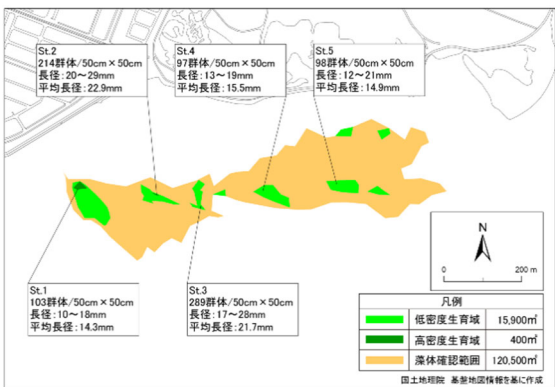 St.2
214群体/50cm×50cm
長径:20~29mm
平均長径:22.9mm
St.4
97群体/50cm×50cm
長径:13~19mm
平均長径:15.5mm
St.5
98群体/50cm×50cm
長径:12~21mm
平均長径:14.9mm
St.1
103群体/50cm×50cm
長径:10~18mm
平均長径:14.3mm
St.3
289群体/50cm×50cm
長径:17~28mm
平均長径:21.7mm
N
0 200 m
凡例
低密度生育域 15,900㎡
高密度生育域 400㎡
藻体確認範囲 120,500㎡
国土地理院 基盤地図情報を基に作成